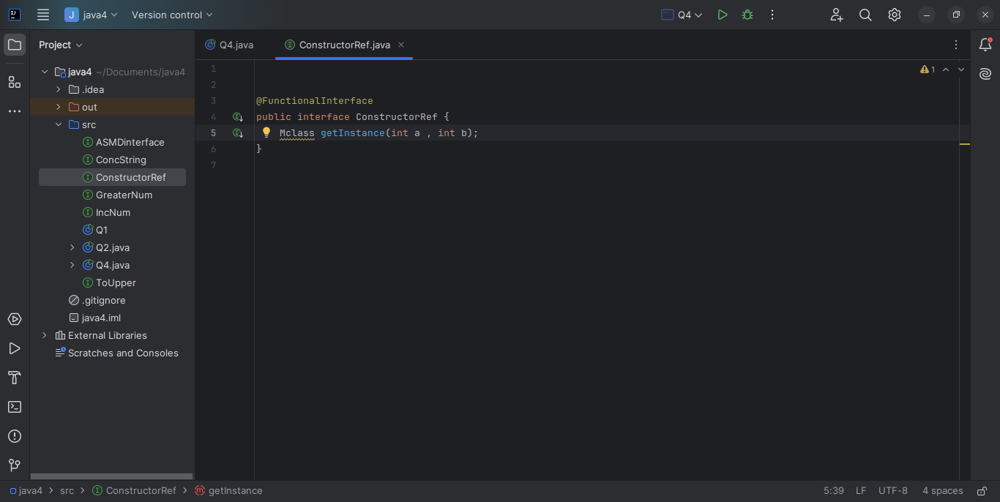 J java4 Version control Q4
Project
Q4.java ConstructorRef.java
java4 ~/Documents/java4
.idea
out
src
ASMDinterface
ConcString
ConstructorRef
GreaterNum
IncNum
Q1
Q2.java
Q4.java
ToUpper
.gitignore
java4.iml
External Libraries
Scratches and Consoles
1
2
3 @FunctionalInterface
4 public interface ConstructorRef {
5 Mclass getInstance(int a , int b);
6 }
7
1
java4 src ConstructorRef getInstance
5:39 LF UTF-8 4 spaces